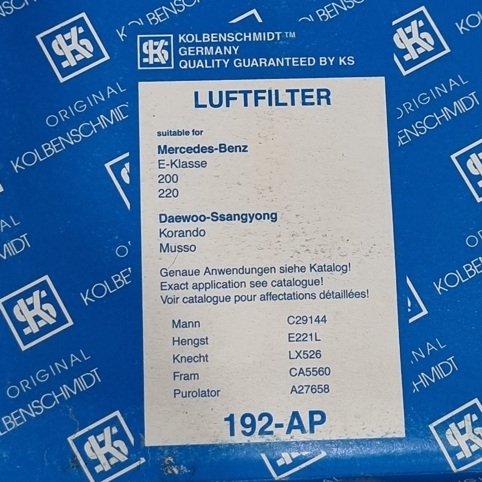 KOLBENSCHMIDT™
GERMANY
QUALITY GUARANTEED BY KS
KS
ORIGINAL
KOLBENSCHMIDT
LUFTFILTER
suitable for
Mercedes-Benz
E-Klasse
200
220
Daewoo-Ssangyong
Korando
Musso
Genaue Anwendungen siehe Katalog!
Exact application see catalogue!
Voir catalogue pour affectations détaillées!
Mann C29144
Hengst E221L
Knecht LX526
Fram CA5560
Purolator A27658
192-AP
ORIGINAL
KOLBENSCHMIDT